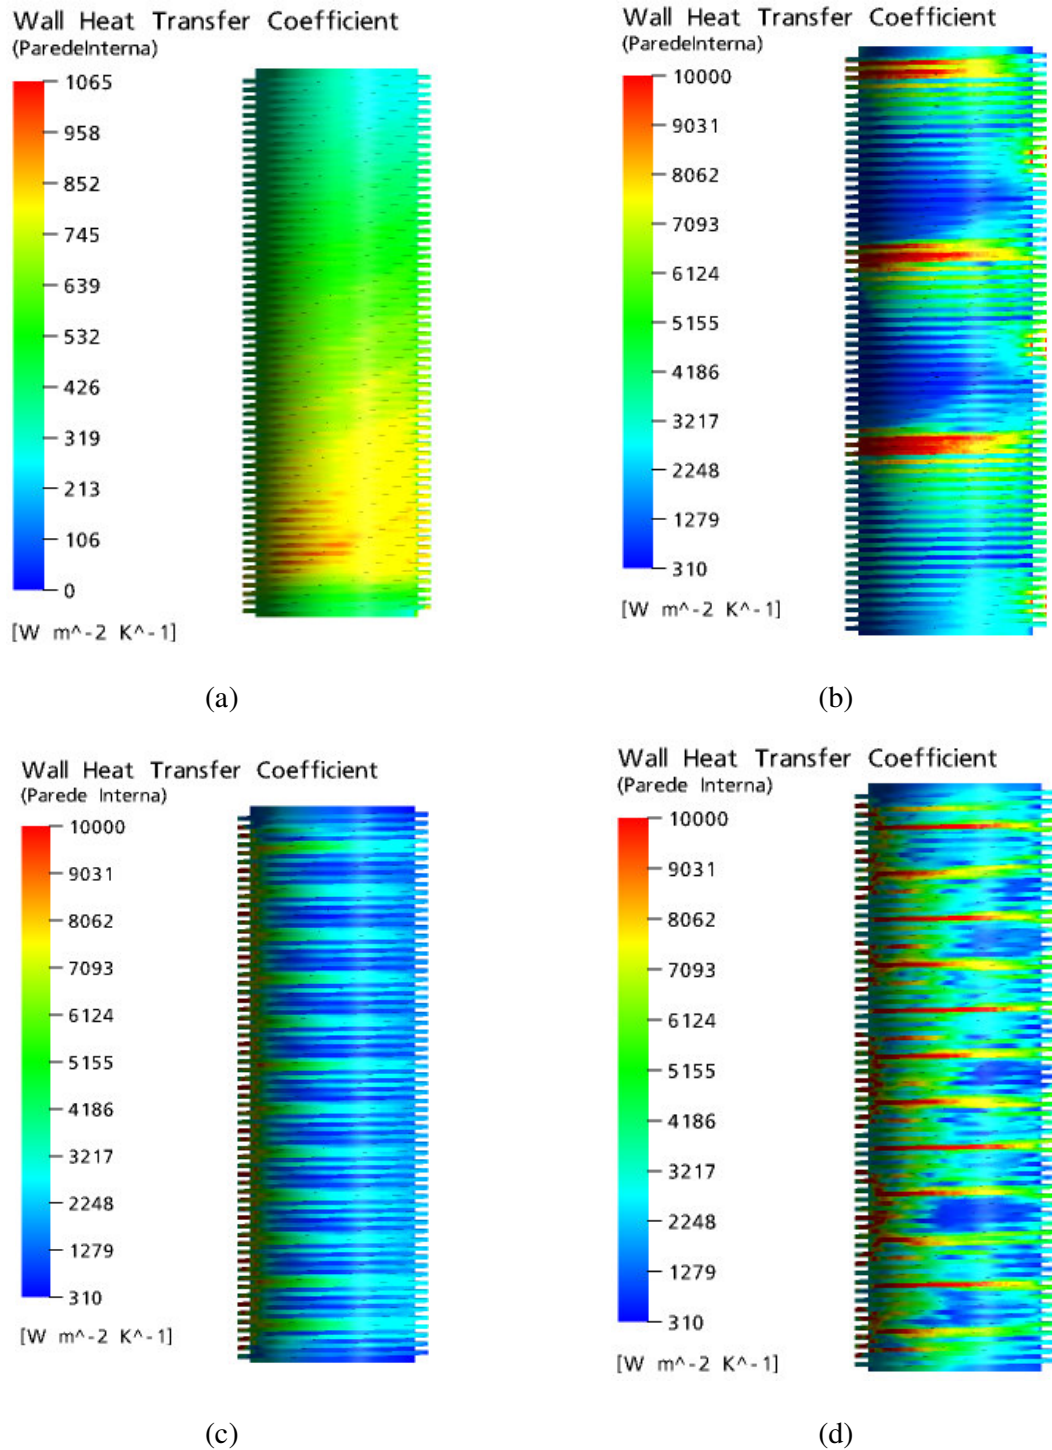 Wall Heat Transfer Coefficient
(ParedeInterna)
1065
958
852
745
639
532
426
319
213
106
0
[W m^-2 K^-1]
(a)
Wall Heat Transfer Coefficient
(ParedeInterna)
10000
9031
8062
7093
6124
5155
4186
3217
2248
1279
310
[W m^-2 K^-1]
(b)
Wall Heat Transfer Coefficient
(Parede Interna)
10000
9031
8062
7093
6124
5155
4186
3217
2248
1279
310
[W m^-2 K^-1]
(c)
Wall Heat Transfer Coefficient
(Parede Interna)
10000
9031
8062
7093
6124
5155
4186
3217
2248
1279
310
[W m^-2 K^-1]
(d)